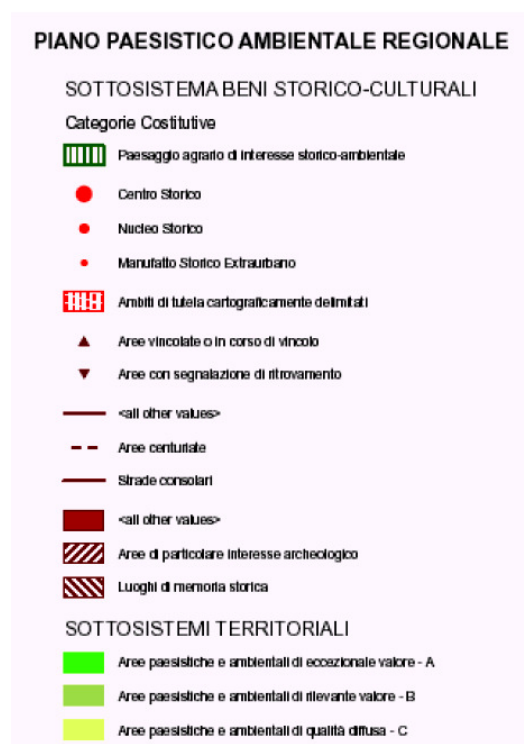 PIANO PAESISTICO AMBIENTALE REGIONALE
SOTTOSISTEMA BENI STORICO-CULTURALI
Categorie Costitutive
Paesaggio agrario di interesse storico-ambientale
Centro Storico
Nucleo Storico
Manufatto Storico Extraurbano
Ambiti di tutela cartograficamente delimitati
Aree vincolate o in corso di vincolo
Aree con segnalazione di ritrovamento
<all other values>
Aree centuriate
Strade consolari
<all other values>
Aree di particolare interesse archeologico
Luoghi di memoria storica
SOTTOSISTEMI TERRITORIALI
Aree paesistiche e ambientali di eccezionale valore - A
Aree paesistiche e ambientali di rilevante valore - B
Aree paesistiche e ambientali di qualità diffusa - C